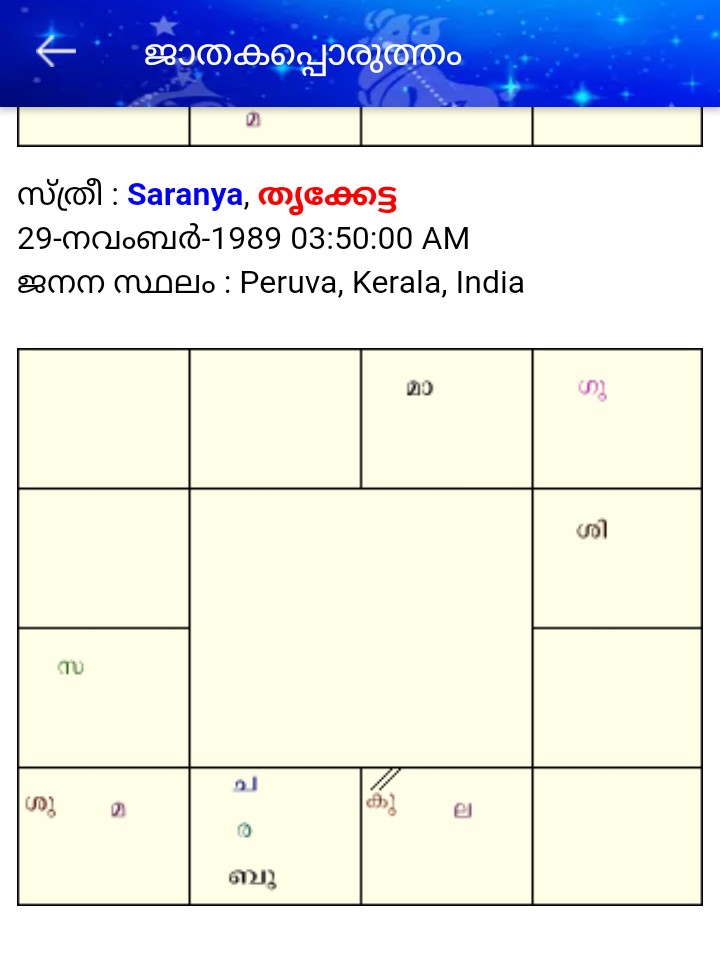 ജാതകപ്പൊരുത്തം
മ
സ്ത്രീ : Saranya, തൃക്കേട്ട
29-നവംബർ-1989 03:50:00 AM
ജനന സ്ഥലം : Peruva, Kerala, India
മാ ഗു
ശി
സ
ശു മ ച കു ല
ര
ബു